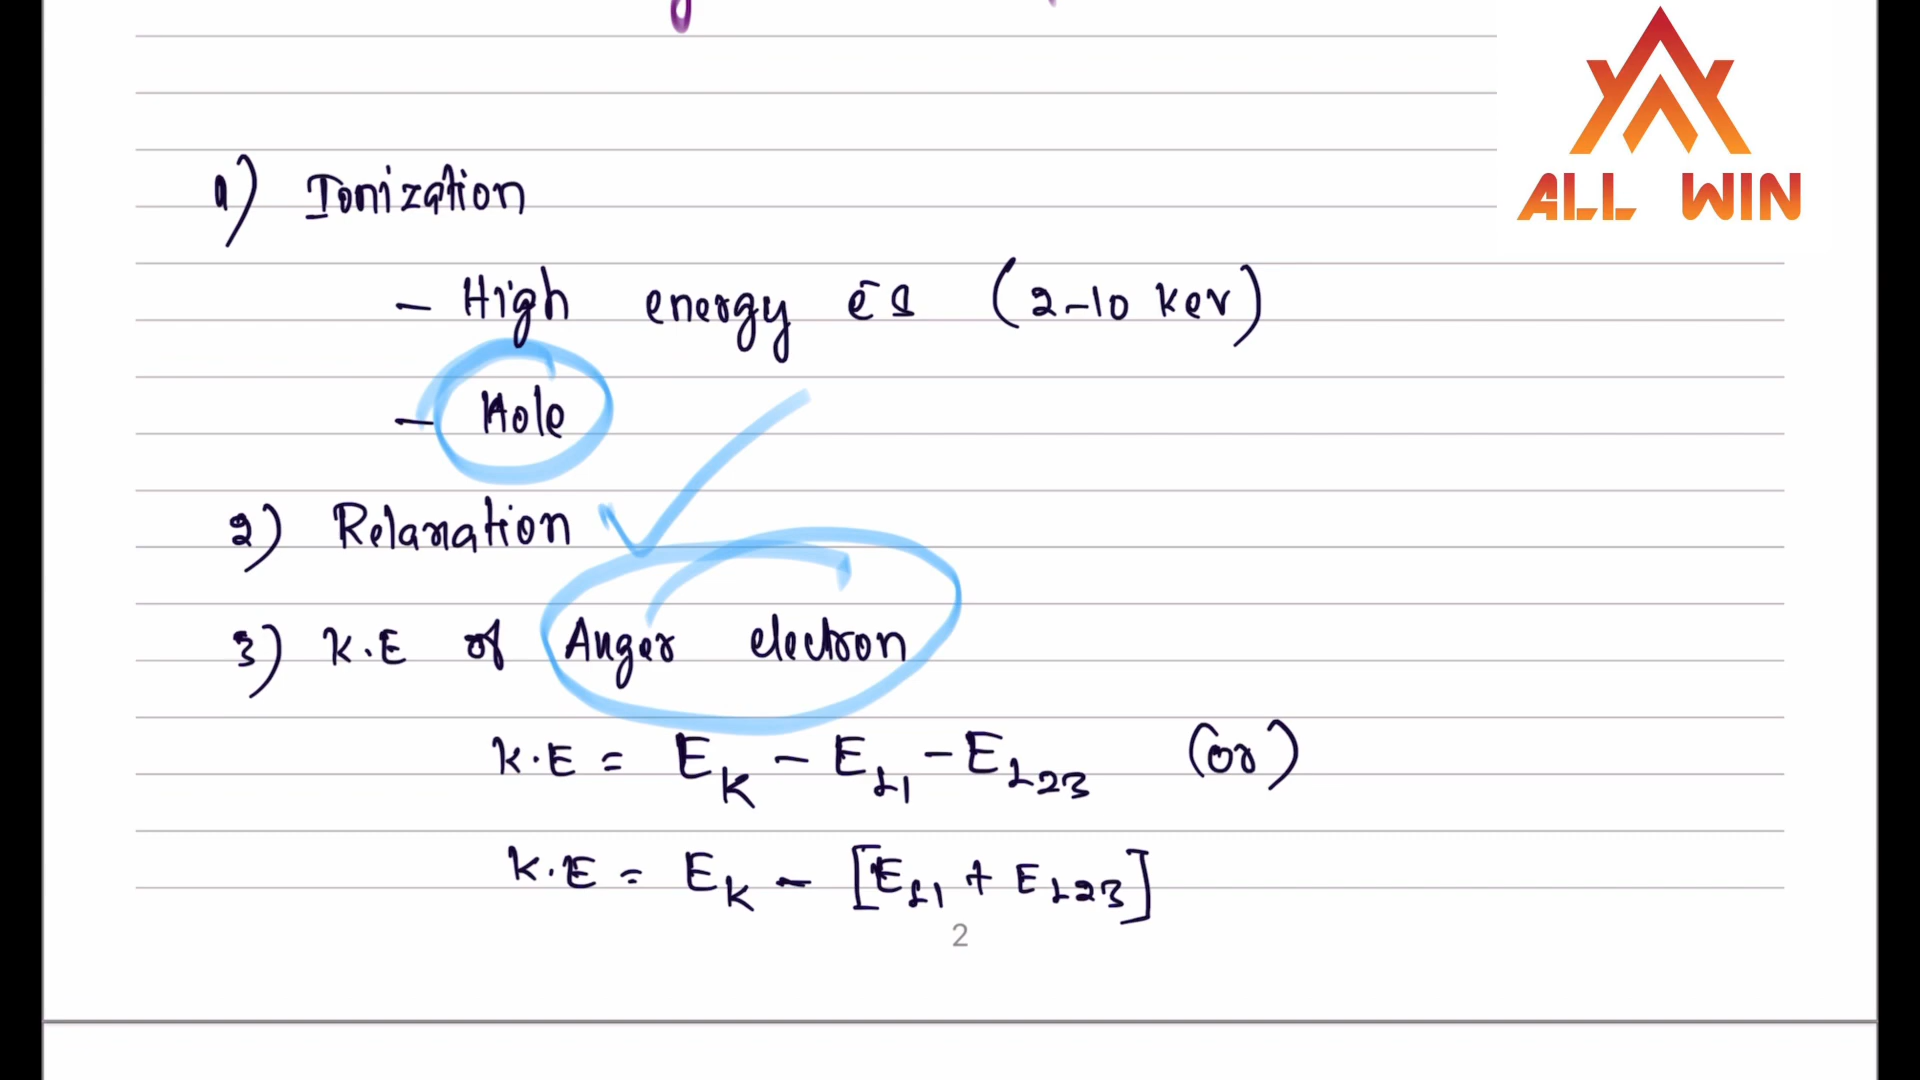 ALL WIN
1) Ionization
- High energy ēs (2-10 Kev)
- Hole
2) Relaxation
3) K.E of Auger electron
K.E = E_K - E_L1 - E_L23 (or)
K.E = E_K - [E_L1 + E_L23]
2